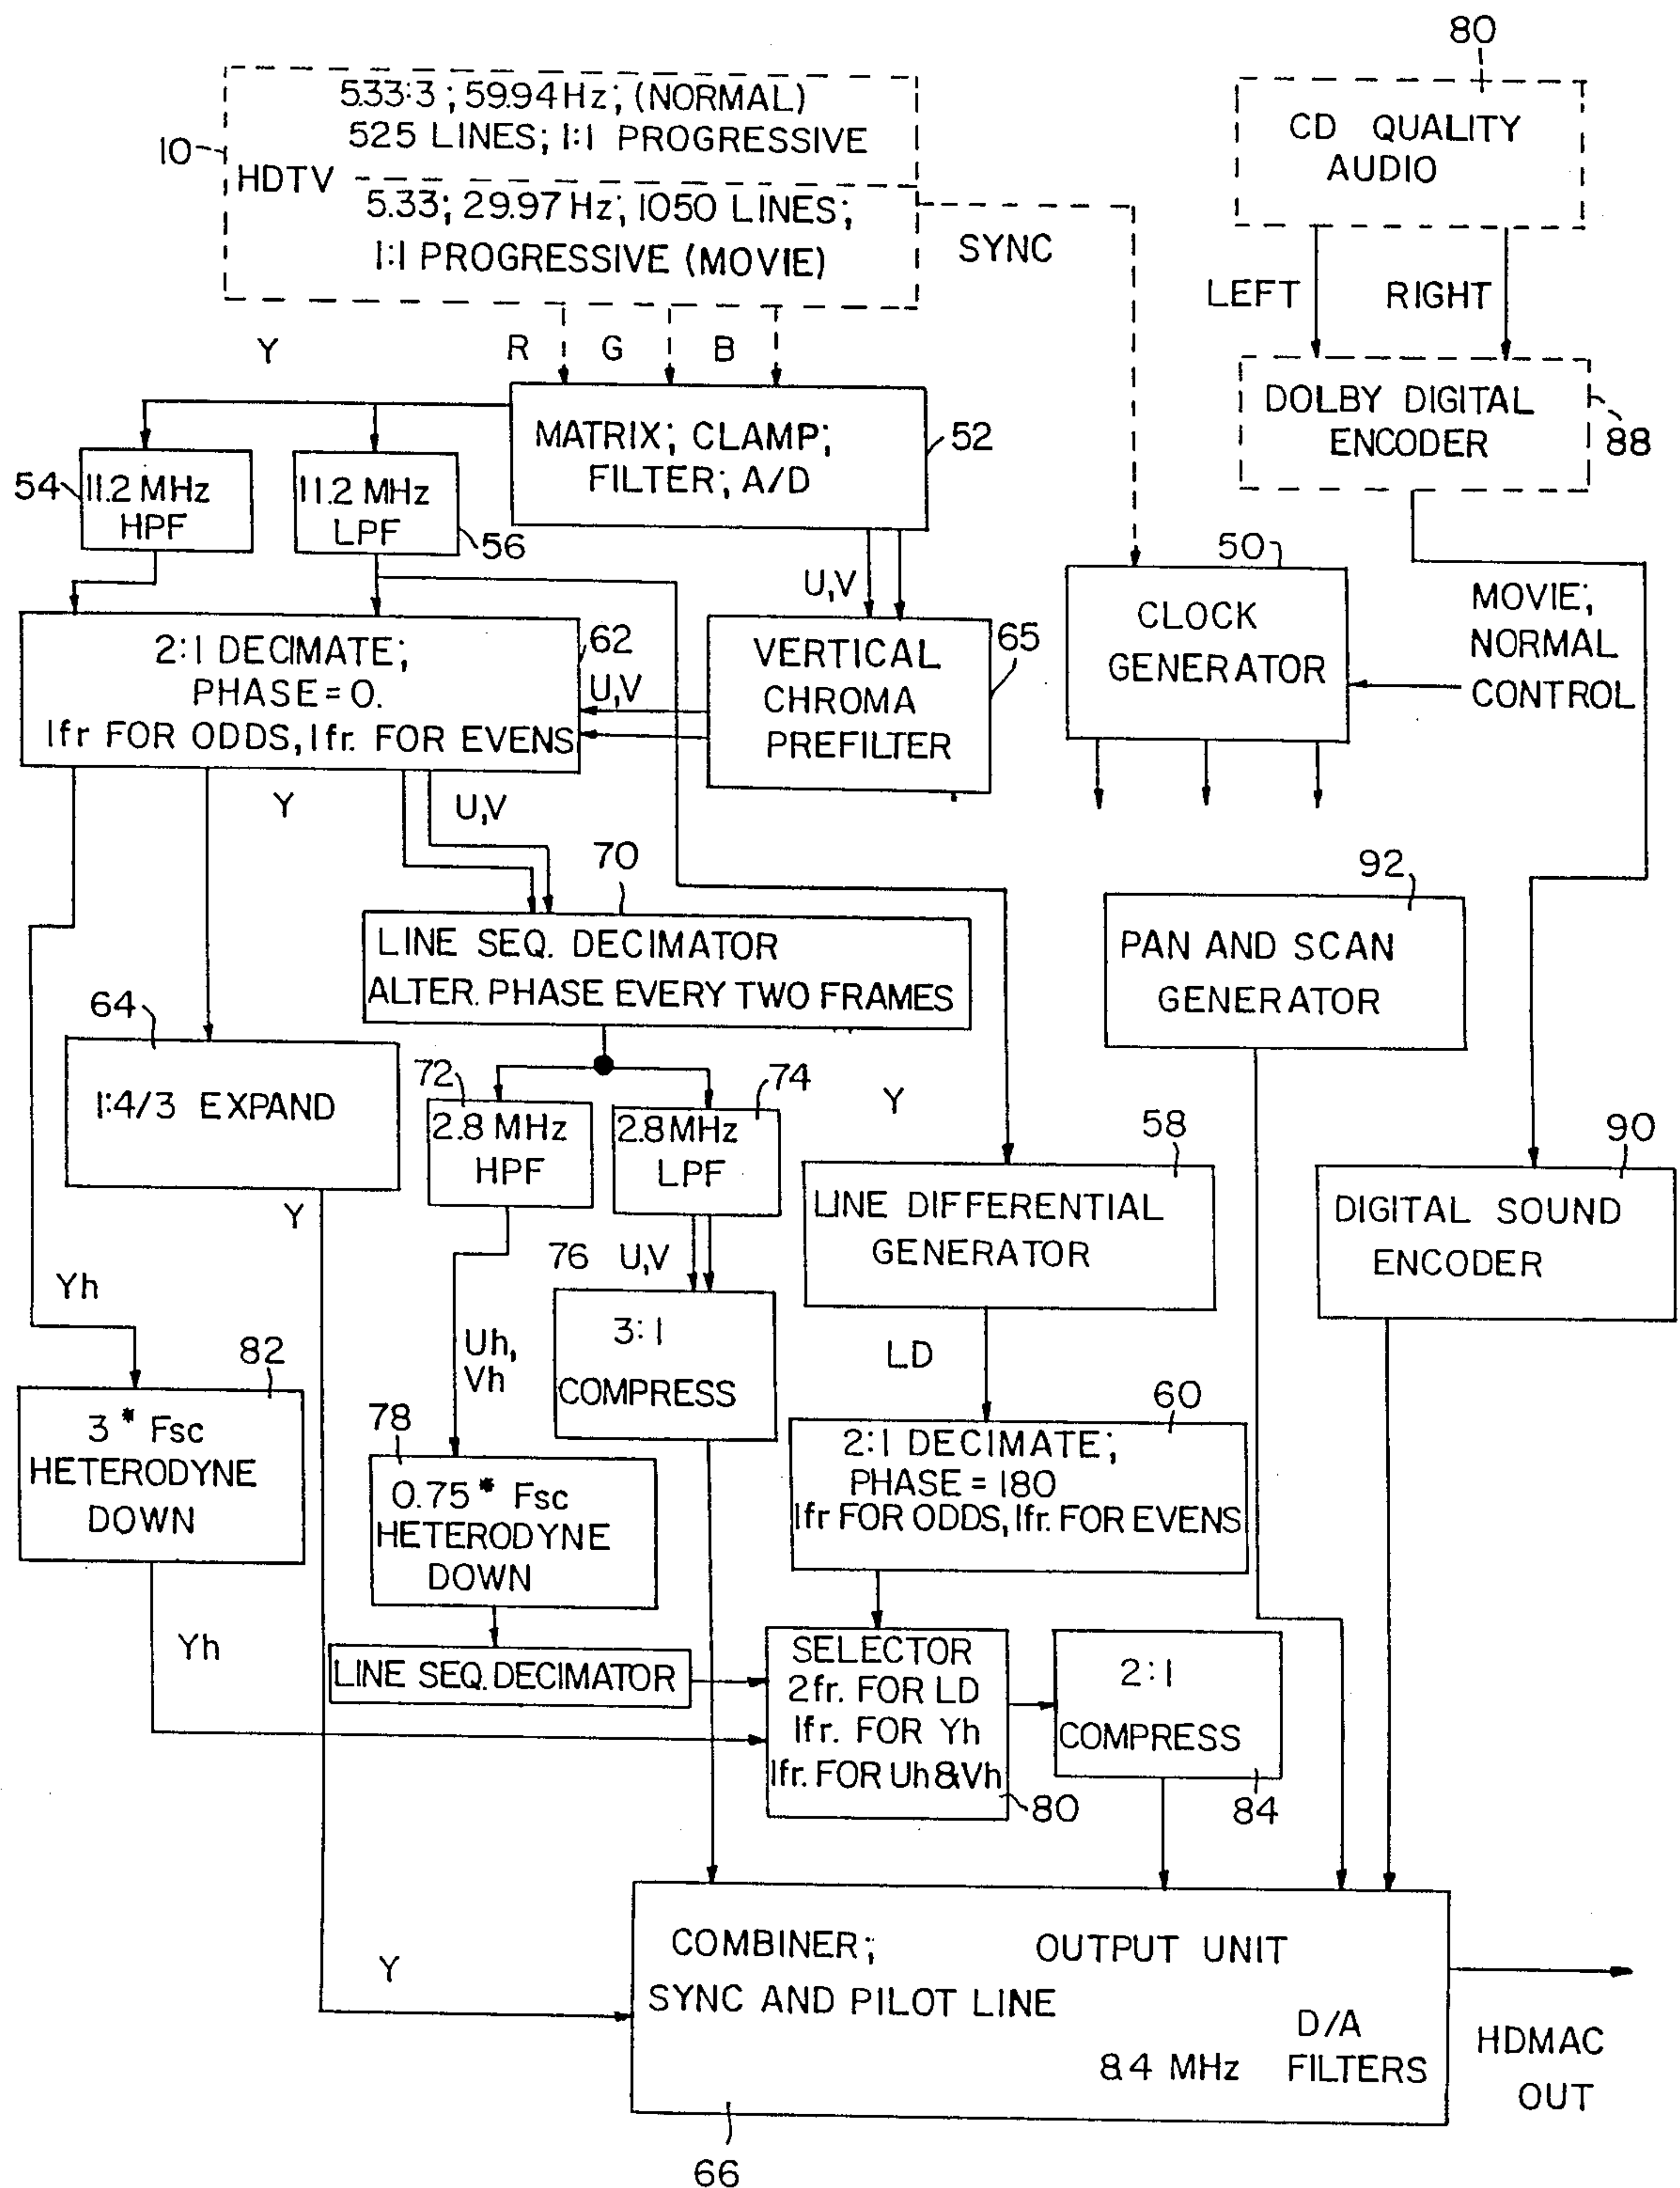 80
5.33:3; 59.94 Hz; (NORMAL)
525 LINES; 1:1 PROGRESSIVE
10
HDTV
5.33; 29.97 Hz; 1050 LINES;
1:1 PROGRESSIVE (MOVIE)
SYNC
CD QUALITY
AUDIO
LEFT
RIGHT
Y
R
G
B
MATRIX; CLAMP;
FILTER; A/D
52
DOLBY DIGITAL
ENCODER
88
54
11.2 MHz
HPF
11.2 MHz
LPF
56
U,V
50
CLOCK
GENERATOR
MOVIE;
NORMAL
CONTROL
2:1 DECIMATE;
PHASE = 0.
1fr FOR ODDS, 1fr. FOR EVENS
62
U,V
VERTICAL
CHROMA
PREFILTER
65
Y
U,V
70
LINE SEQ. DECIMATOR
ALTER. PHASE EVERY TWO FRAMES
92
PAN AND SCAN
GENERATOR
64
1:4/3 EXPAND
Y
72
2.8 MHz
HPF
74
2.8 MHz
LPF
Y
58
LINE DIFFERENTIAL
GENERATOR
90
DIGITAL SOUND
ENCODER
Yh
76
U,V
3:1
COMPRESS
Uh,
Vh
LD
82
3 * Fsc
HETERODYNE
DOWN
78
0.75 * Fsc
HETERODYNE
DOWN
60
2:1 DECIMATE;
PHASE = 180
1fr FOR ODDS, 1fr. FOR EVENS
Yh
LINE SEQ. DECIMATOR
SELECTOR
2fr. FOR LD
1fr. FOR Yh
1fr. FOR Uh & Vh
80
2:1
COMPRESS
84
Y
COMBINER; OUTPUT UNIT
SYNC AND PILOT LINE
D/A
8.4 MHz FILTERS
HDMAC
OUT
66